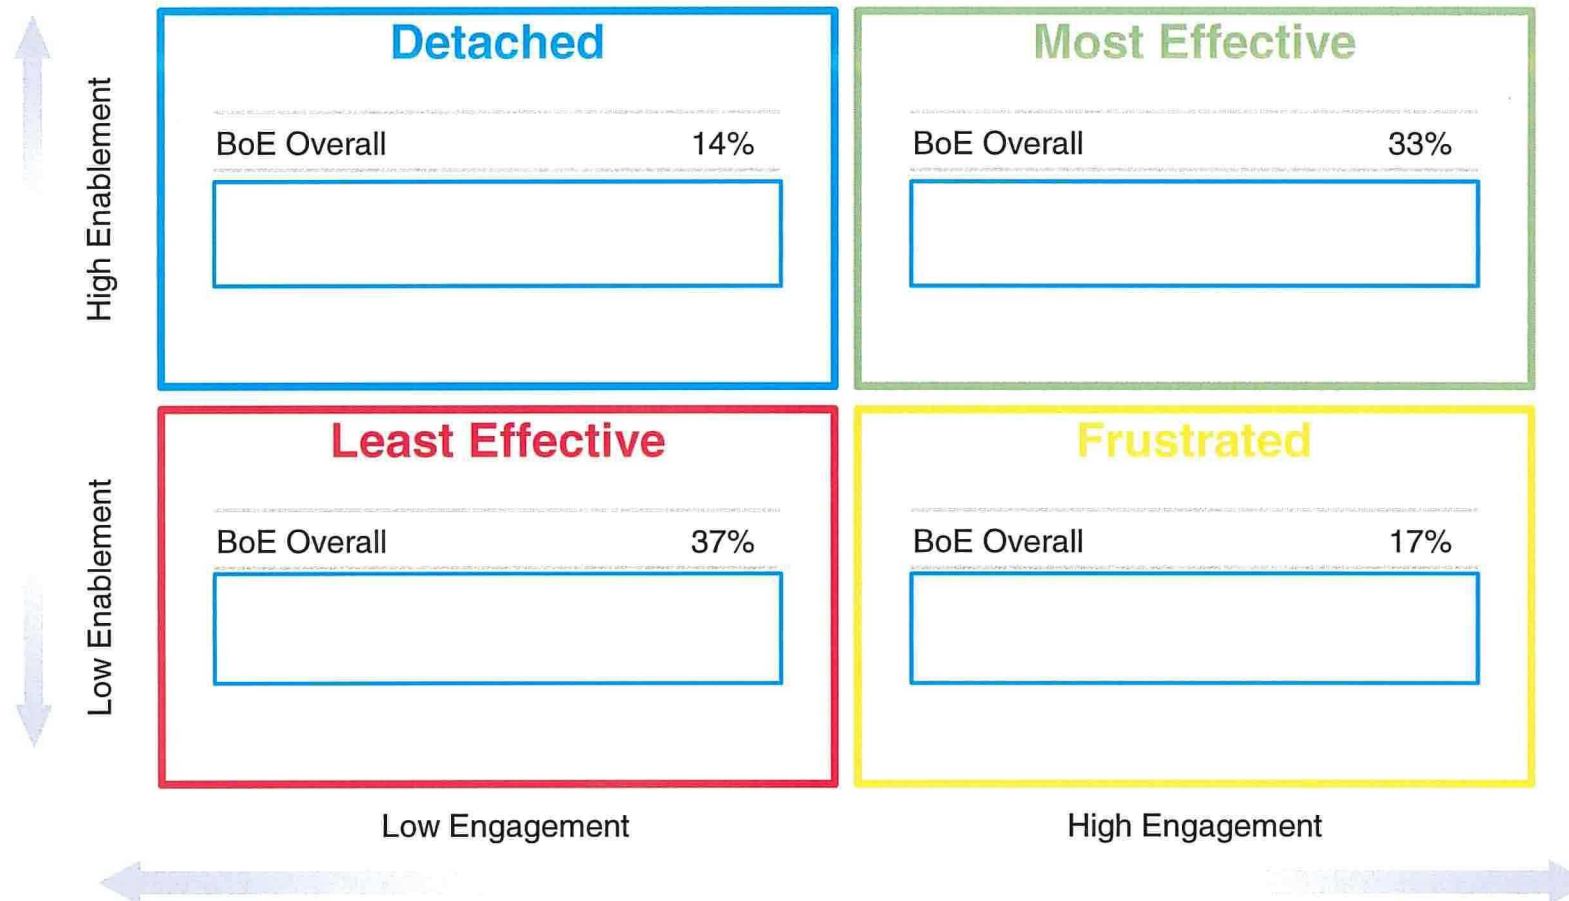 Detached
Most Effective
High Enablement
BoE Overall 14%
BoE Overall 33%
Least Effective
Frustrated
Low Enablement
BoE Overall 37%
BoE Overall 17%
Low Engagement
High Engagement